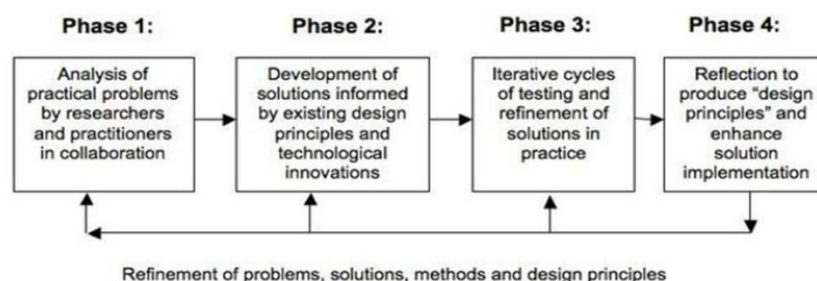 Phase 1:
Analysis of
practical problems
by researchers
and practitioners
in collaboration
Phase 2:
Development of
solutions informed
by existing design
principles and
technological
innovations
Phase 3:
Iterative cycles
of testing and
refinement of
solutions in
practice
Phase 4:
Reflection to
produce “design
principles” and
enhance
solution
implementation
Refinement of problems, solutions, methods and design principles